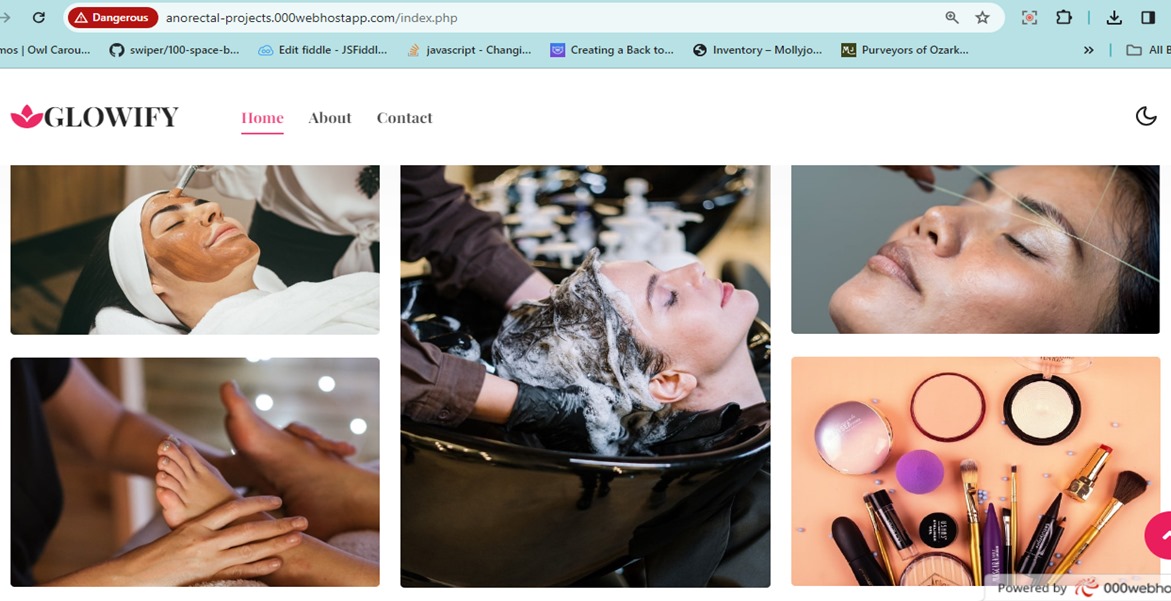 Dangerous
anorectal-projects.000webhostapp.com/index.php
mos | Owl Carou...
swiper/100-space-b...
Edit fiddle - JSFiddl...
javascript - Changi...
Creating a Back to...
Inventory – Mollyjo...
Purveyors of Ozark...
»
All B
GLOWIFY
Home
About
Contact
Powered by 000webho